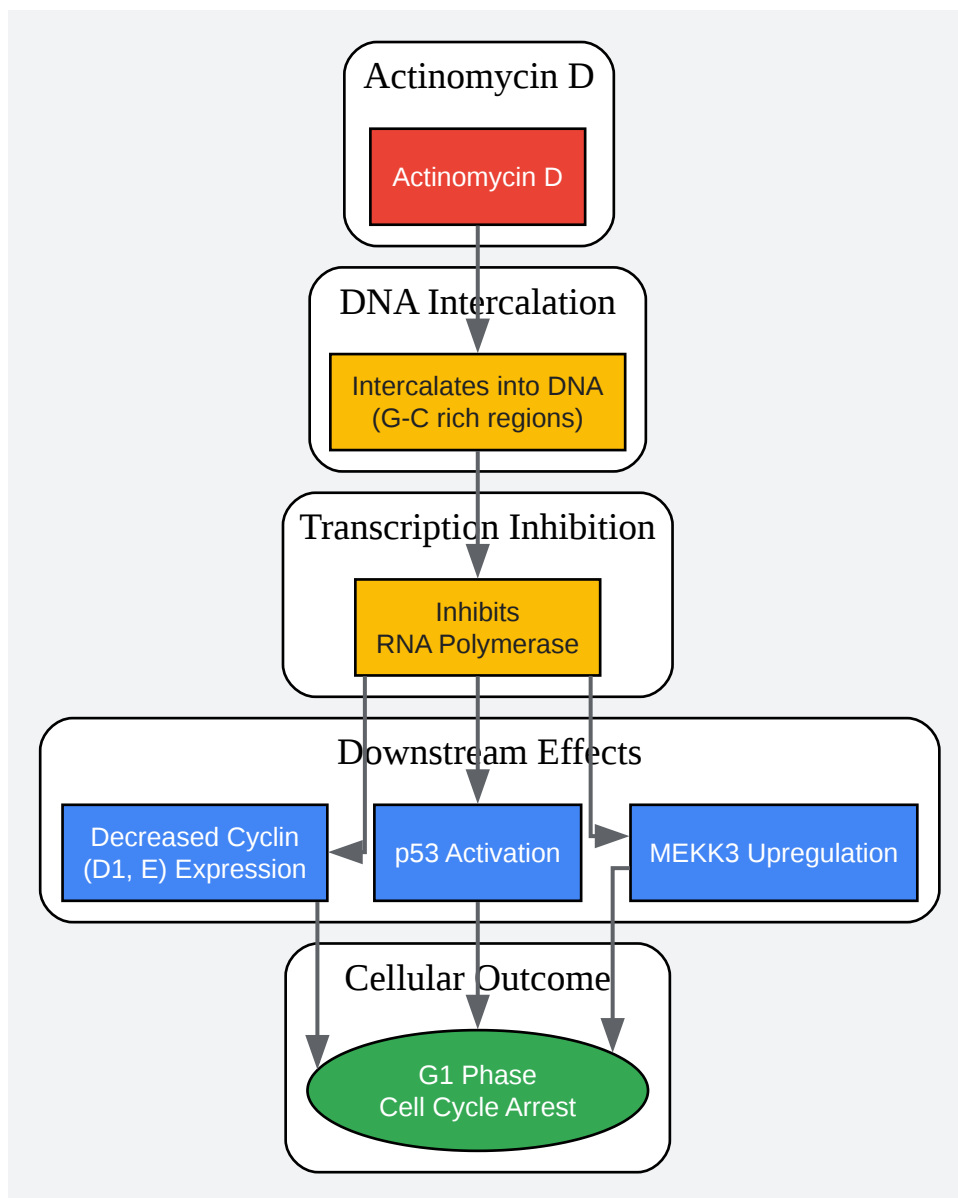 Actinomycin D
Actinomycin D
DNA Intercalation
Intercalates into DNA
(G-C rich regions)
Transcription Inhibition
Inhibits
RNA Polymerase
Downstream Effects
Decreased Cyclin
(D1, E) Expression
p53 Activation
MEKK3 Upregulation
Cellular Outcome
G1 Phase
Cell Cycle Arrest